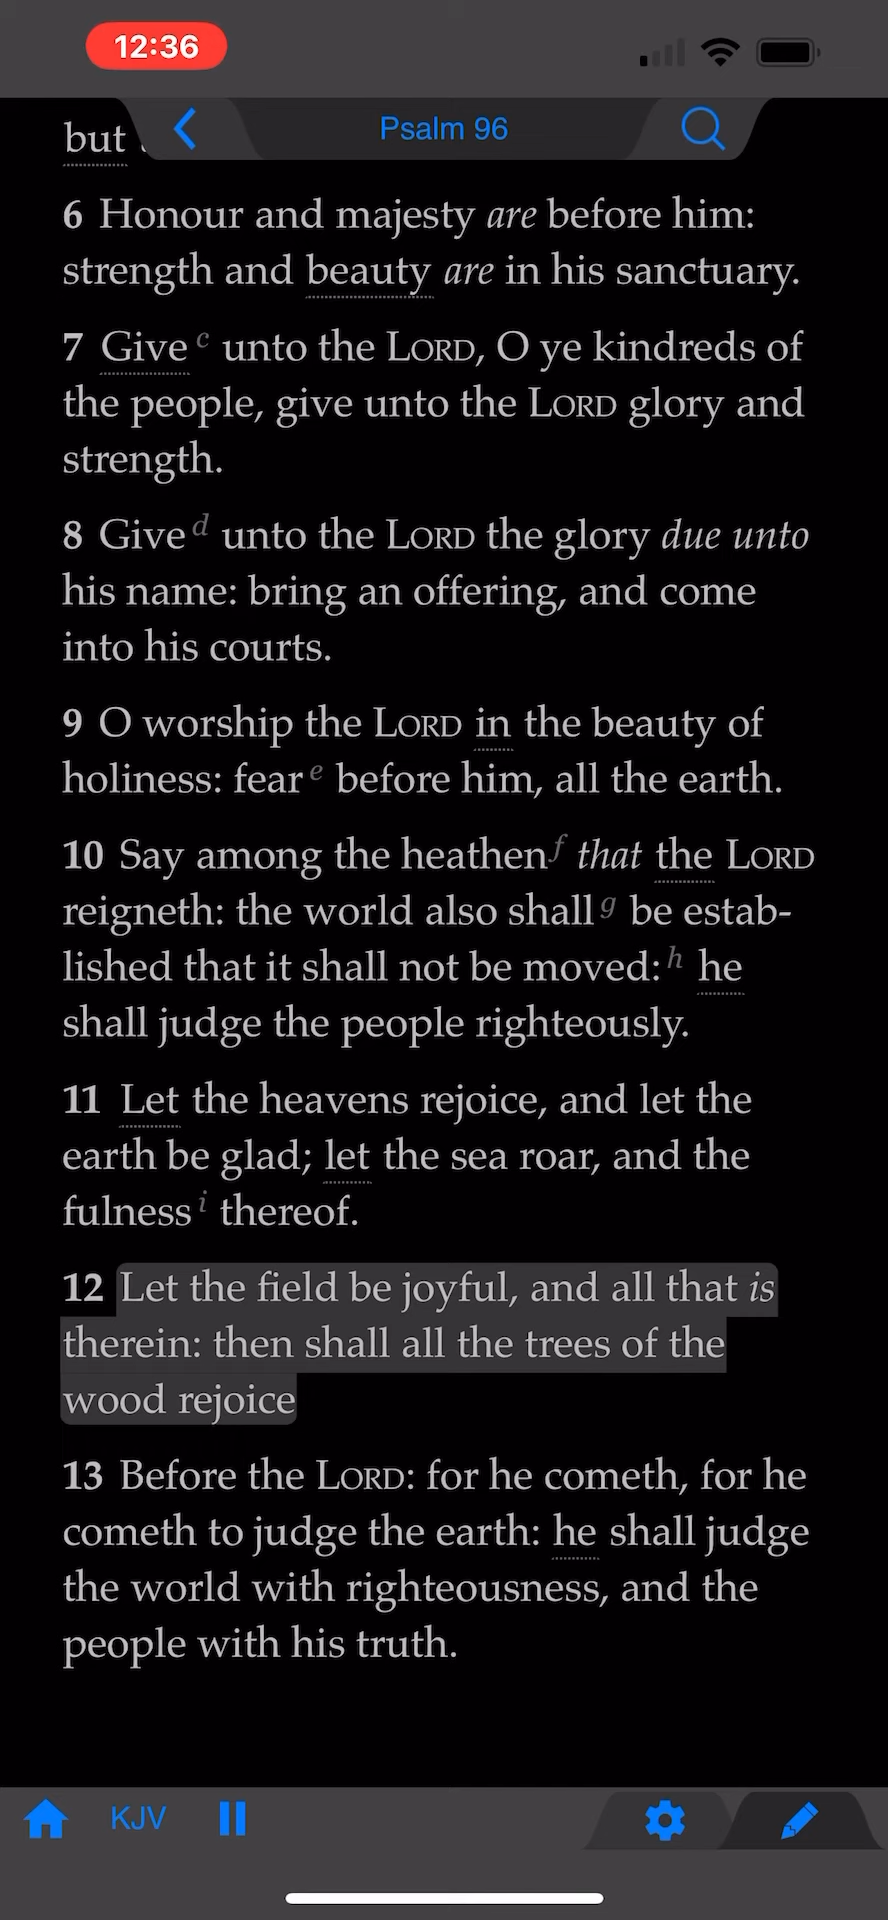 12:36
Psalm 96
but
6 Honour and majesty are before him:
strength and beauty are in his sanctuary.
7 Give c unto the LORD, O ye kindreds of
the people, give unto the LORD glory and
strength.
8 Give d unto the LORD the glory due unto
his name: bring an offering, and come
into his courts.
9 O worship the LORD in the beauty of
holiness: fear e before him, all the earth.
10 Say among the heathen f that the LORD
reigneth: the world also shall g be estab-
lished that it shall not be moved: h he
shall judge the people righteously.
11 Let the heavens rejoice, and let the
earth be glad; let the sea roar, and the
fulness i thereof.
12 Let the field be joyful, and all that is
therein: then shall all the trees of the
wood rejoice
13 Before the LORD: for he cometh, for he
cometh to judge the earth: he shall judge
the world with righteousness, and the
people with his truth.
KJV